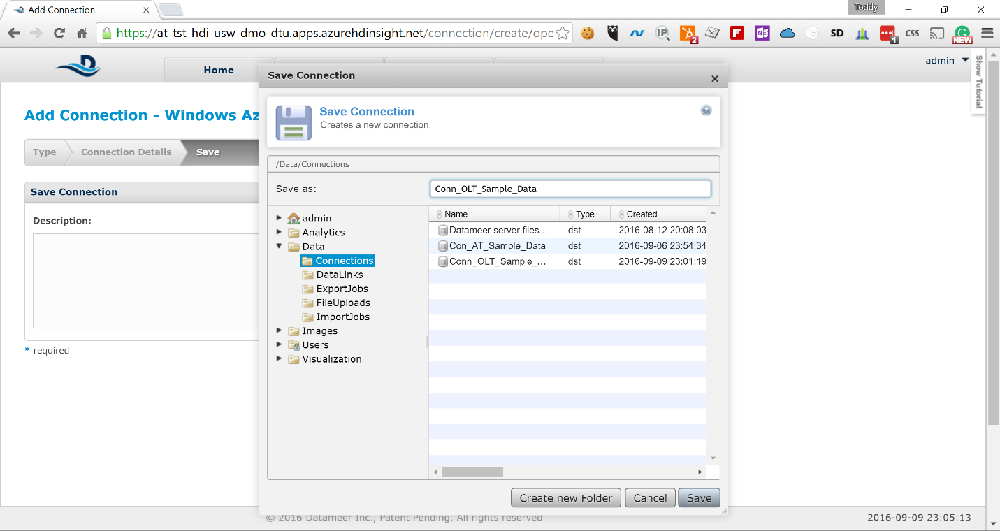 Add Connection
Toddy
https://at-tst-hdi-usw-dmo-dtu.apps.azurehdinsight.net/connection/create/ope
IP
2
N
SD
1
CSS
NEW
D
Home
admin
Show Tutorial
Add Connection - Windows Az
Type
Connection Details
Save
Save Connection
Description:
* required
Save Connection
Save Connection
Creates a new connection.
/Data/Connections
Save as:
Conn_OLT_Sample_Data
admin
Analytics
Data
Connections
DataLinks
ExportJobs
FileUploads
ImportJobs
Images
Users
Visualization
Name Type Created
Datameer server files... dst 2016-08-12 20:08:03
Con_AT_Sample_Data dst 2016-09-06 23:54:34
Conn_OLT_Sample_... dst 2016-09-09 23:01:19
Create new Folder
Cancel
Save
© 2016 Datameer Inc., Patent Pending. All rights reserved
2016-09-09 23:05:13